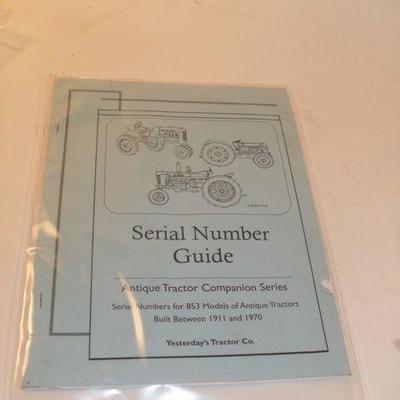 Serial Number
Guide
Antique Tractor Companion Series
Serial Numbers for 853 Models of Antique Tractors
Built Between 1911 and 1970
Yesterday's Tractor Co.